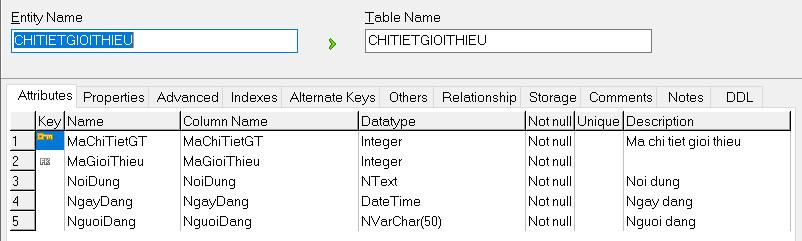 Entity Name Table Name
CHITIETGIOITHIEU CHITIETGIOITHIEU
Attributes Properties Advanced Indexes Alternate Keys Others Relationship Storage Comments Notes DDL
Key Name Column Name Datatype Not null Unique Description
1 MaChiTietGT MaChiTietGT Integer Not null Ma chi tiet gioi thieu
2 FK MaGioiThieu MaGioiThieu Integer Not null
3 NoiDung NoiDung NText Not null Noi dung
4 NgayDang NgayDang DateTime Not null Ngay dang
5 NguoiDang NguoiDang NVarChar(50) Not null Nguoi dang